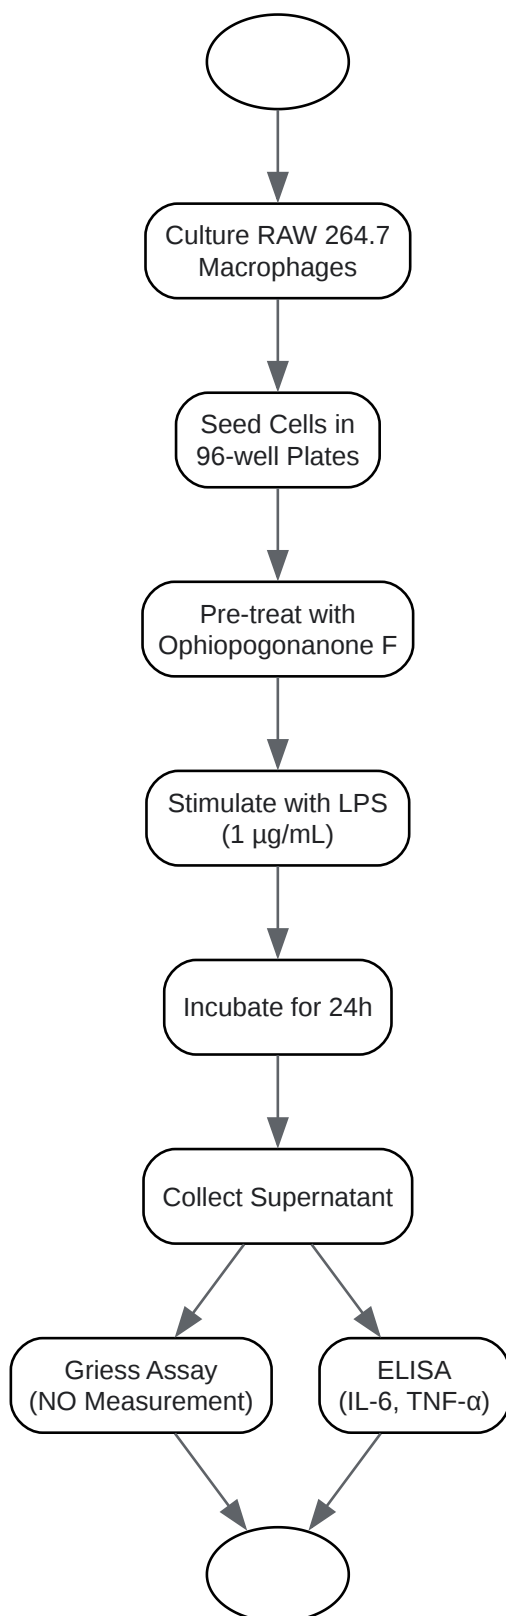 Culture RAW 264.7
Macrophages
Seed Cells in
96-well Plates
Pre-treat with
Ophiopogonanone F
Stimulate with LPS
(1 µg/mL)
Incubate for 24h
Collect Supernatant
Griess Assay
(NO Measurement)
ELISA
(IL-6, TNF-α)